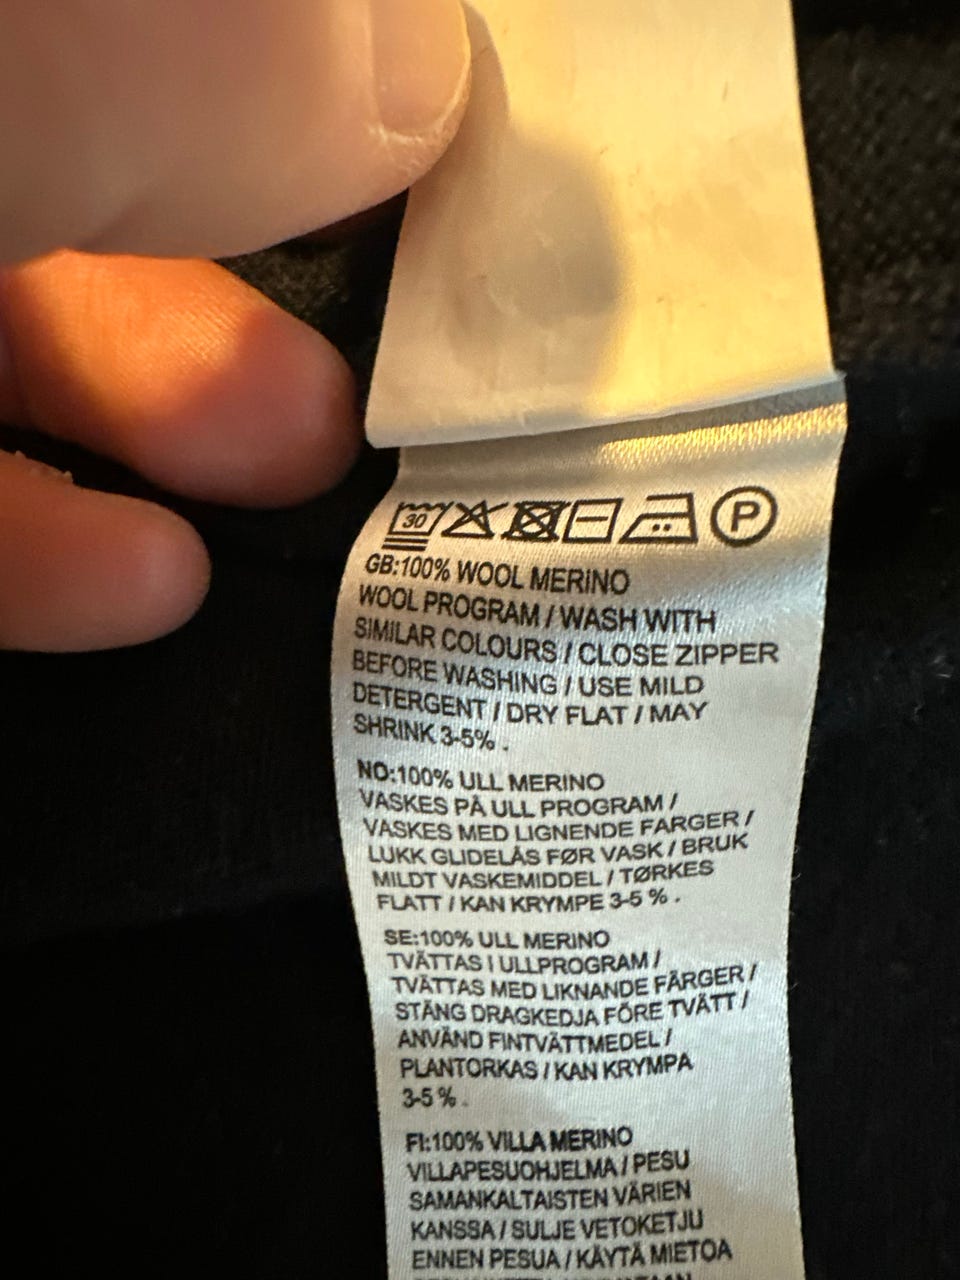 30 P
GB:100% WOOL MERINO
WOOL PROGRAM / WASH WITH
SIMILAR COLOURS / CLOSE ZIPPER
BEFORE WASHING / USE MILD
DETERGENT / DRY FLAT / MAY
SHRINK 3-5% .
NO:100% ULL MERINO
VASKES PÅ ULL PROGRAM /
VASKES MED LIGNENDE FARGER /
LUKK GLIDELÅS FØR VASK / BRUK
MILDT VASKEMIDDEL / TØRKES
FLATT / KAN KRYMPE 3-5 % .
SE:100% ULL MERINO
TVÄTTAS I ULLPROGRAM /
TVÄTTAS MED LIKNANDE FÄRGER /
STÄNG DRAGKEDJA FÖRE TVÄTT /
ANVÄND FINTVÄTTMEDEL /
PLANTORKAS / KAN KRYMPA
3-5 % .
FI:100% VILLA MERINO
VILLAPESUOHJELMA / PESU
SAMANKALTAISTEN VÄRIEN
KANSSA / SULJE VETOKETJU
ENNEN PESUA / KÄYTÄ MIETOA